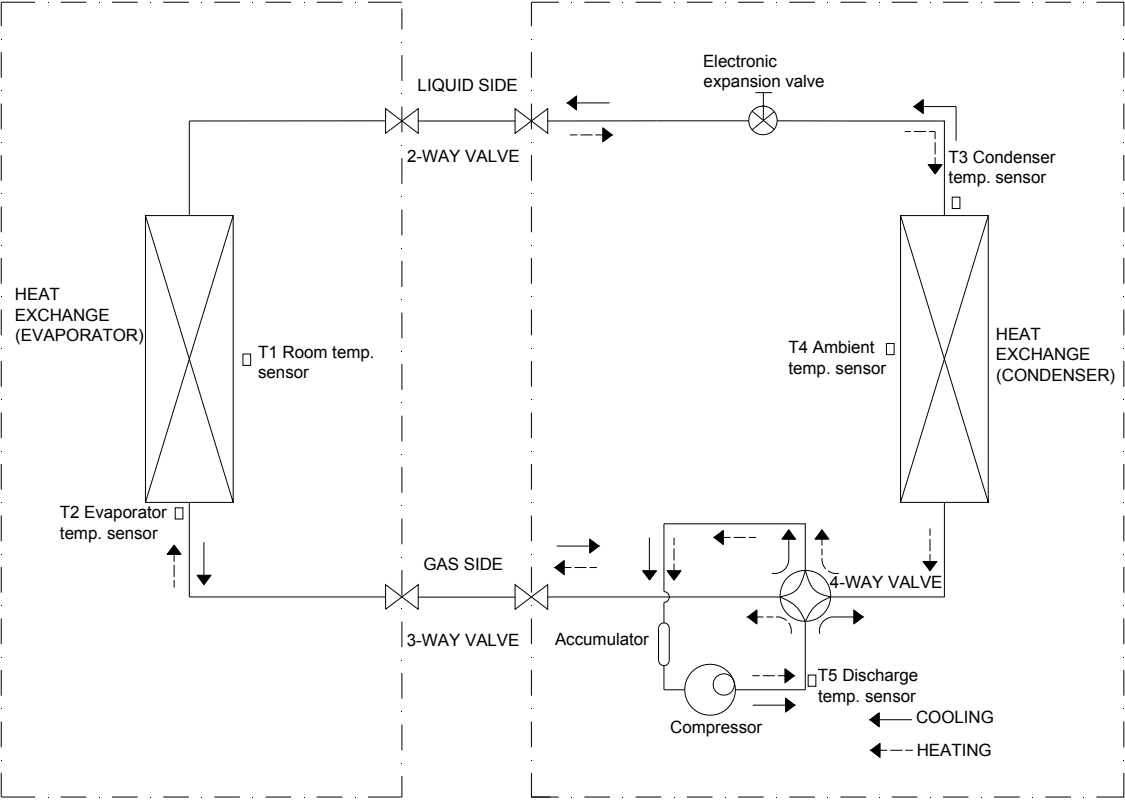 Electronic
expansion valve
LIQUID SIDE
2-WAY VALVE
T3 Condenser
temp. sensor
HEAT
EXCHANGE
(EVAPORATOR)
T1 Room temp.
sensor
T4 Ambient
temp. sensor
HEAT
EXCHANGE
(CONDENSER)
T2 Evaporator
temp. sensor
GAS SIDE
4-WAY VALVE
3-WAY VALVE
Accumulator
T5 Discharge
temp. sensor
Compressor
COOLING
HEATING